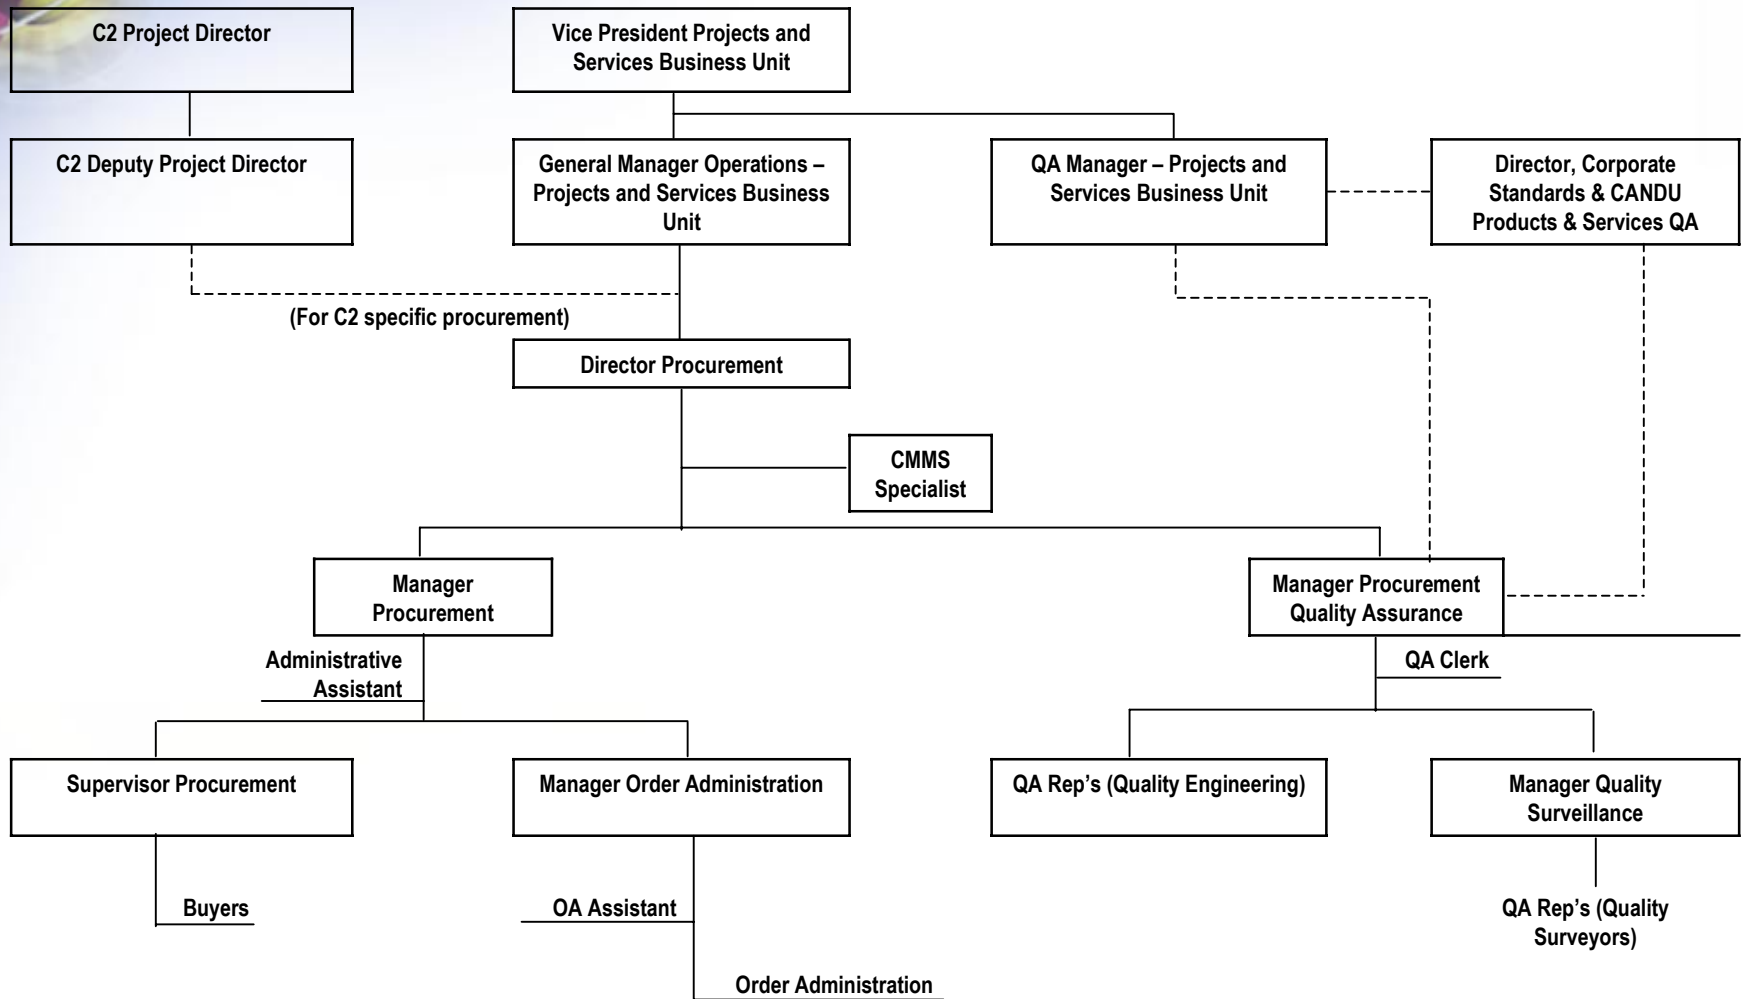 C2 Project Director
Vice President Projects and
Services Business Unit
C2 Deputy Project Director
General Manager Operations –
Projects and Services Business
Unit
QA Manager – Projects and
Services Business Unit
Director, Corporate
Standards & CANDU
Products & Services QA
(For C2 specific procurement)
Director Procurement
CMMS
Specialist
Manager
Procurement
Manager Procurement
Quality Assurance
Administrative
Assistant
QA Clerk
Supervisor Procurement
Manager Order Administration
QA Rep’s (Quality Engineering)
Manager Quality
Surveillance
Buyers
OA Assistant
QA Rep’s (Quality
Surveyors)
Order Administration